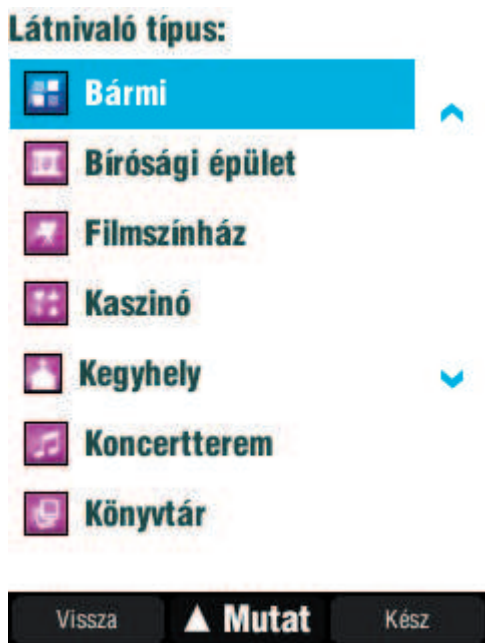 Látnivaló típus:
Bármi
Bírósági épület
Filmszínház
Kaszinó
Kegyhely
Koncertterem
Könyvtár
Vissza ▲ Mutat Kész